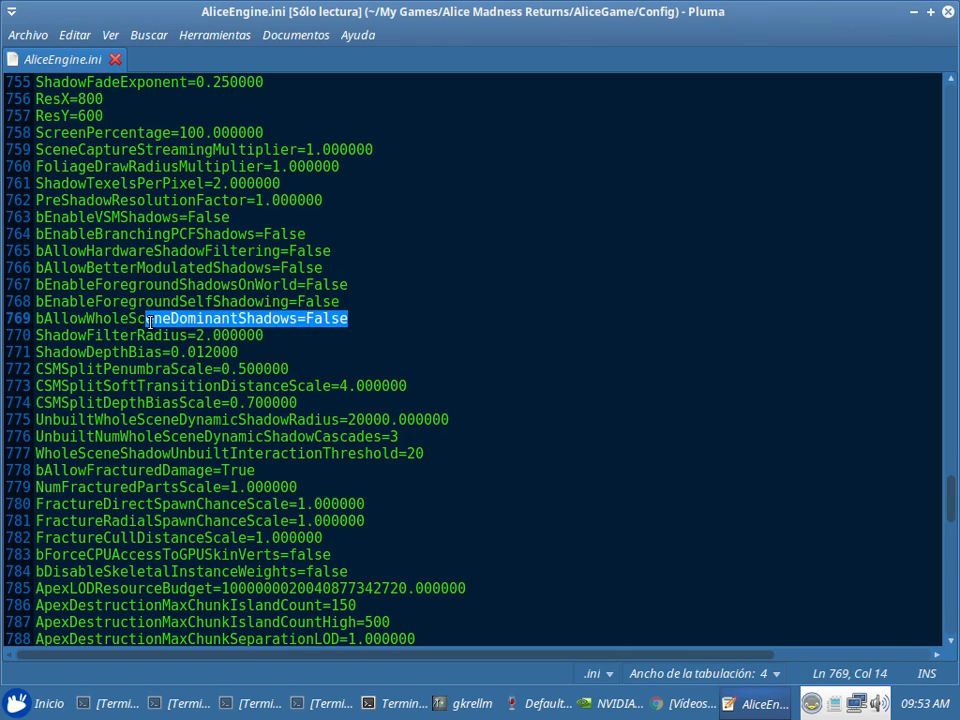 AliceEngine.ini [Sólo lectura] (~/My Games/Alice Madness Returns/AliceGame/Config) - Pluma
Archivo Editar Ver Buscar Herramientas Documentos Ayuda
AliceEngine.ini
755 ShadowFadeExponent=0.250000
756 ResX=800
757 ResY=600
758 ScreenPercentage=100.000000
759 SceneCaptureStreamingMultiplier=1.000000
760 FoliageDrawRadiusMultiplier=1.000000
761 ShadowTexelsPerPixel=2.000000
762 PreShadowResolutionFactor=1.000000
763 bEnableVSMShadows=False
764 bEnableBranchingPCFShadows=False
765 bAllowHardwareShadowFiltering=False
766 bAllowBetterModulatedShadows=False
767 bEnableForegroundShadowsOnWorld=False
768 bEnableForegroundSelfShadowing=False
769 bAllowWholeSceneDominantShadows=False
770 ShadowFilterRadius=2.000000
771 ShadowDepthBias=0.012000
772 CSMSplitPenumbraScale=0.500000
773 CSMSplitSoftTransitionDistanceScale=4.000000
774 CSMSplitDepthBiasScale=0.700000
775 UnbuiltWholeSceneDynamicShadowRadius=20000.000000
776 UnbuiltNumWholeSceneDynamicShadowCascades=3
777 WholeSceneShadowUnbuiltInteractionThreshold=20
778 bAllowFracturedDamage=True
779 NumFracturedPartsScale=1.000000
780 FractureDirectSpawnChanceScale=1.000000
781 FractureRadialSpawnChanceScale=1.000000
782 FractureCullDistanceScale=1.000000
783 bForceCPUAccessToGPUSkinVerts=false
784 bDisableSkeletalInstanceWeights=false
785 ApexLODResourceBudget=1000000020040877342720.000000
786 ApexDestructionMaxChunkIslandCount=150
787 ApexDestructionMaxChunkIslandCountHigh=500
788 ApexDestructionMaxChunkSeparationLOD=1.000000
.ini Ancho de la tabulación: 4 Ln 769, Col 14 INS
Inicio [Termi... [Termi... [Termi... [Termi... Termin... gkrellm Default... NVIDIA... [Vídeos... AliceEn... 09:53 AM